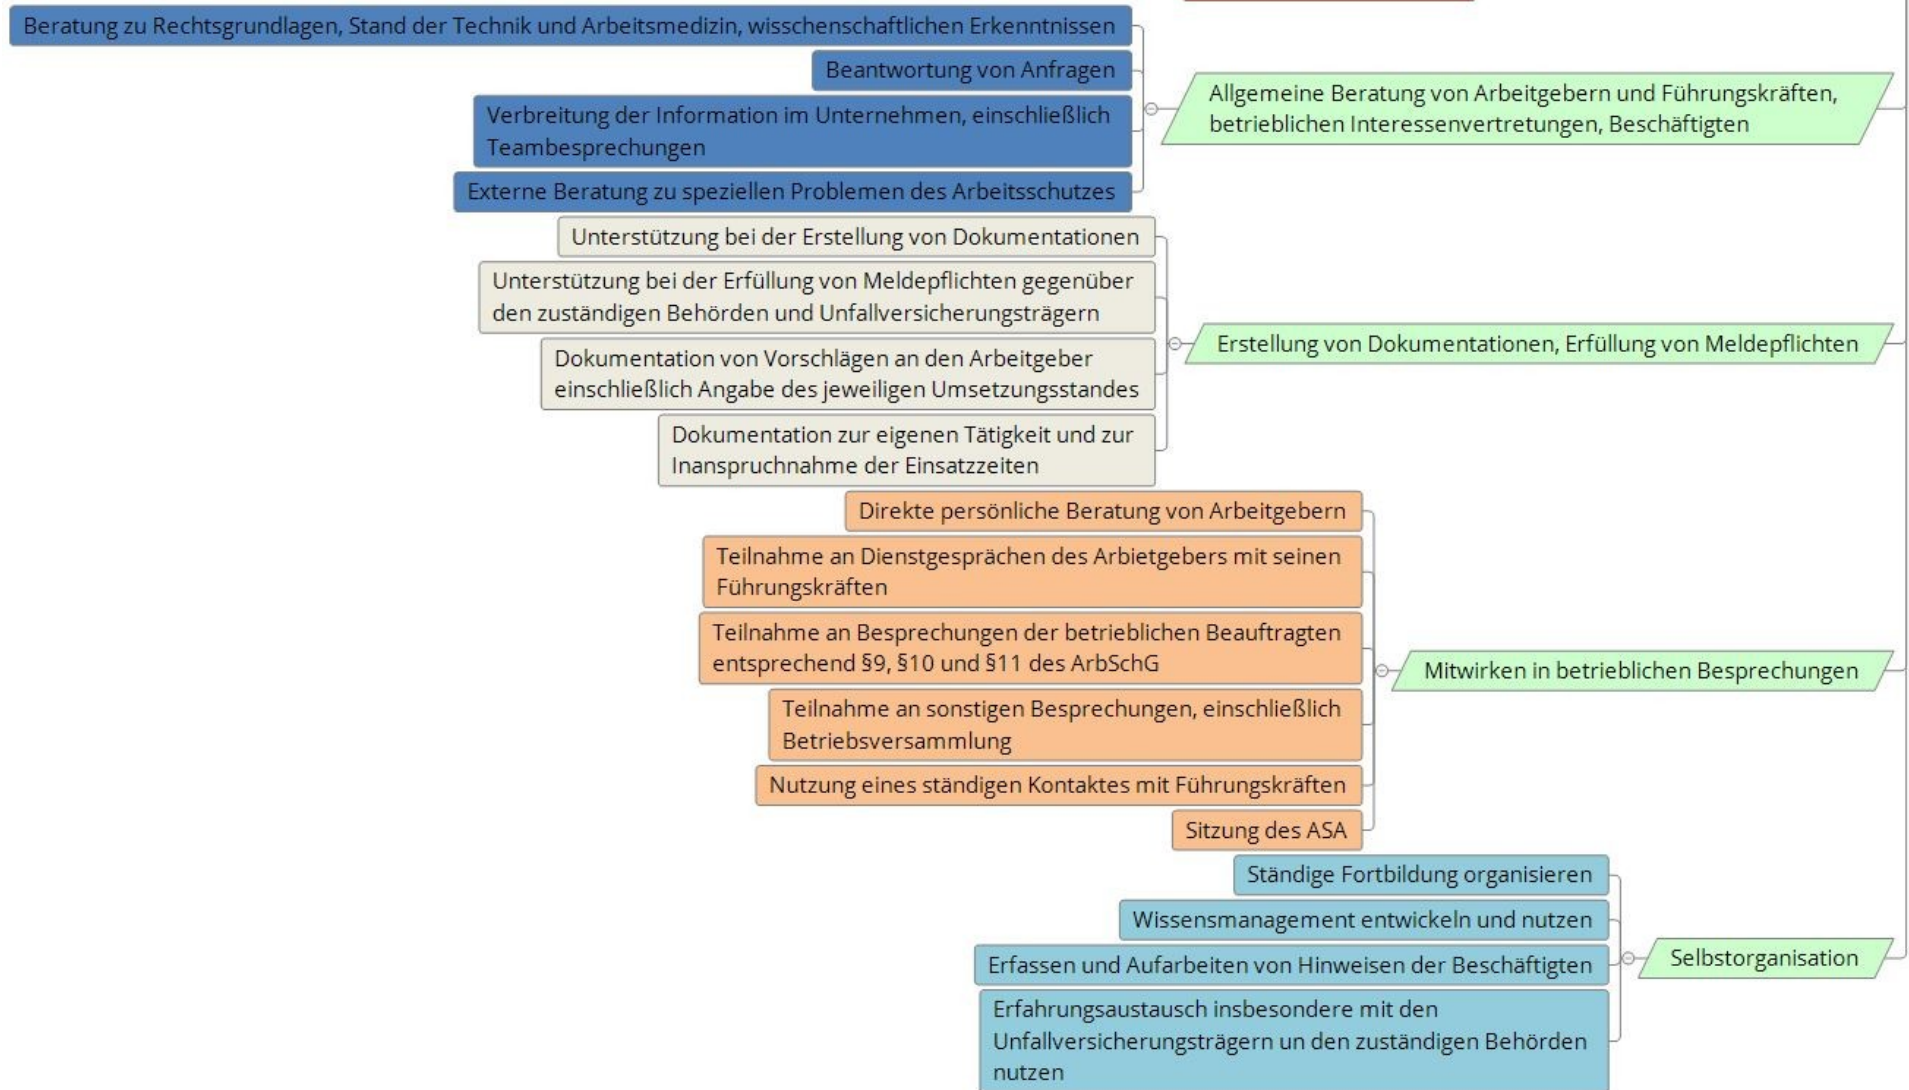 Beratung zu Rechtsgrundlagen, Stand der Technik und Arbeitsmedizin, wisschenschaftlichen Erkenntnissen
Beantwortung von Anfragen
Verbreitung der Information im Unternehmen, einschließlich
Teambesprechungen
Externe Beratung zu speziellen Problemen des Arbeitsschutzes
Allgemeine Beratung von Arbeitgebern und Führungskräften,
betrieblichen Interessenvertretungen, Beschäftigten
Unterstützung bei der Erstellung von Dokumentationen
Unterstützung bei der Erfüllung von Meldepflichten gegenüber
den zuständigen Behörden und Unfallversicherungsträgern
Dokumentation von Vorschlägen an den Arbeitgeber
einschließlich Angabe des jeweiligen Umsetzungsstandes
Dokumentation zur eigenen Tätigkeit und zur
Inanspruchnahme der Einsatzzeiten
Erstellung von Dokumentationen, Erfüllung von Meldepflichten
Direkte persönliche Beratung von Arbeitgebern
Teilnahme an Dienstgesprächen des Arbietgebers mit seinen
Führungskräften
Teilnahme an Besprechungen der betrieblichen Beauftragten
entsprechend §9, §10 und §11 des ArbSchG
Teilnahme an sonstigen Besprechungen, einschließlich
Betriebsversammlung
Nutzung eines ständigen Kontaktes mit Führungskräften
Sitzung des ASA
Mitwirken in betrieblichen Besprechungen
Ständige Fortbildung organisieren
Wissensmanagement entwickeln und nutzen
Erfassen und Aufarbeiten von Hinweisen der Beschäftigten
Erfahrungsaustausch insbesondere mit den
Unfallversicherungsträgern un den zuständigen Behörden
nutzen
Selbstorganisation